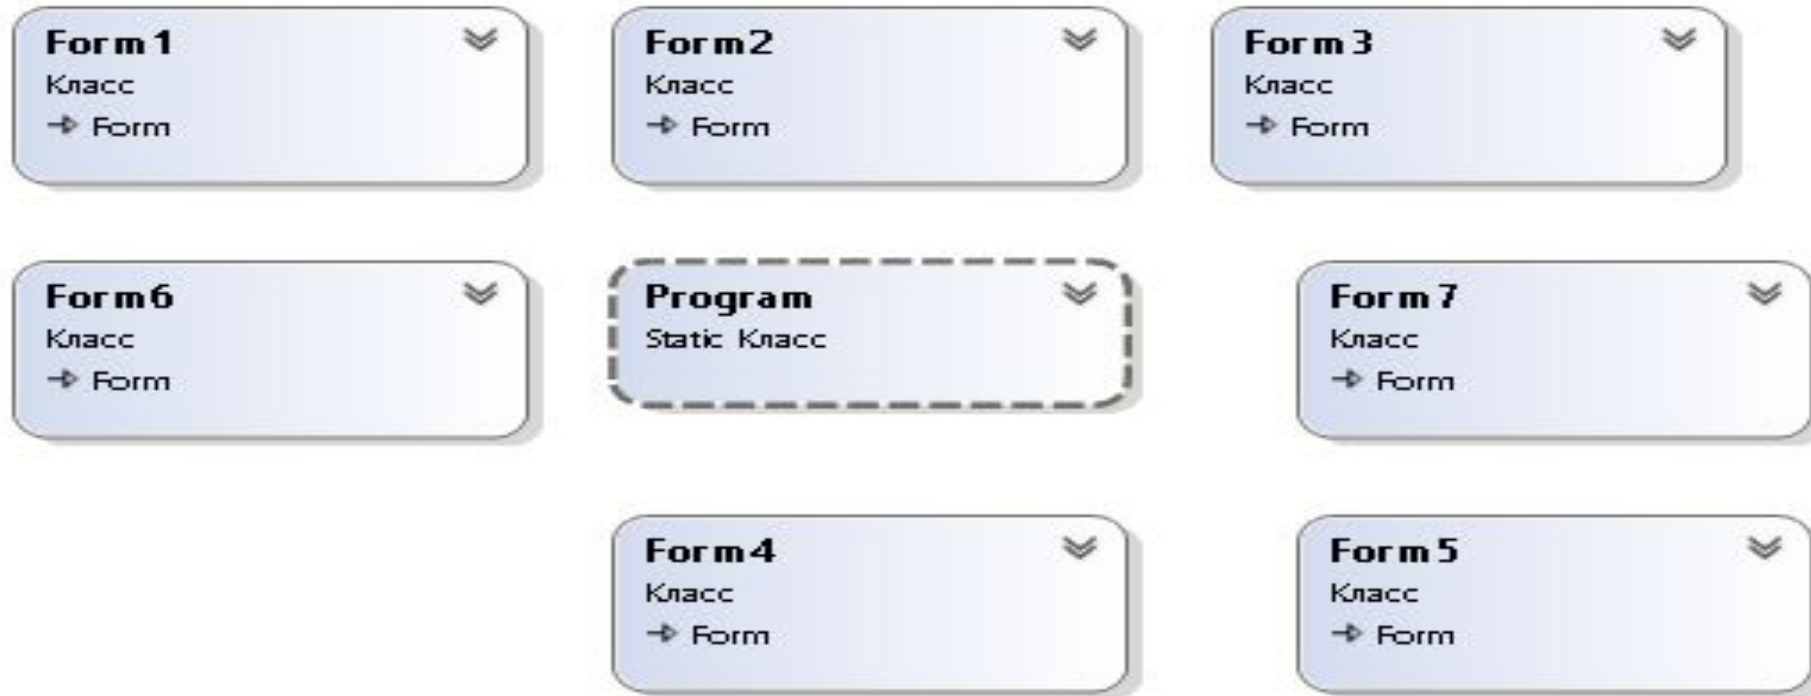 Form1
Класс
Form
Form2
Класс
Form
Form3
Класс
Form
Form6
Класс
Form
Program
Static Класс
Form7
Класс
Form
Form4
Класс
Form
Form5
Класс
Form